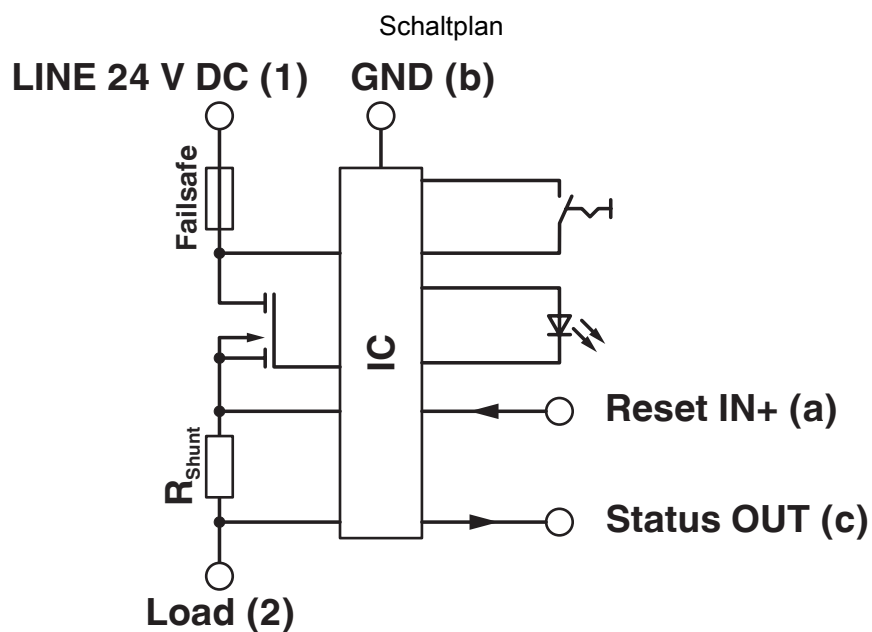 Schaltplan
LINE 24 V DC (1)
GND (b)
Failsafe
IC
Reset IN+ (a)
RShunt
Status OUT (c)
Load (2)